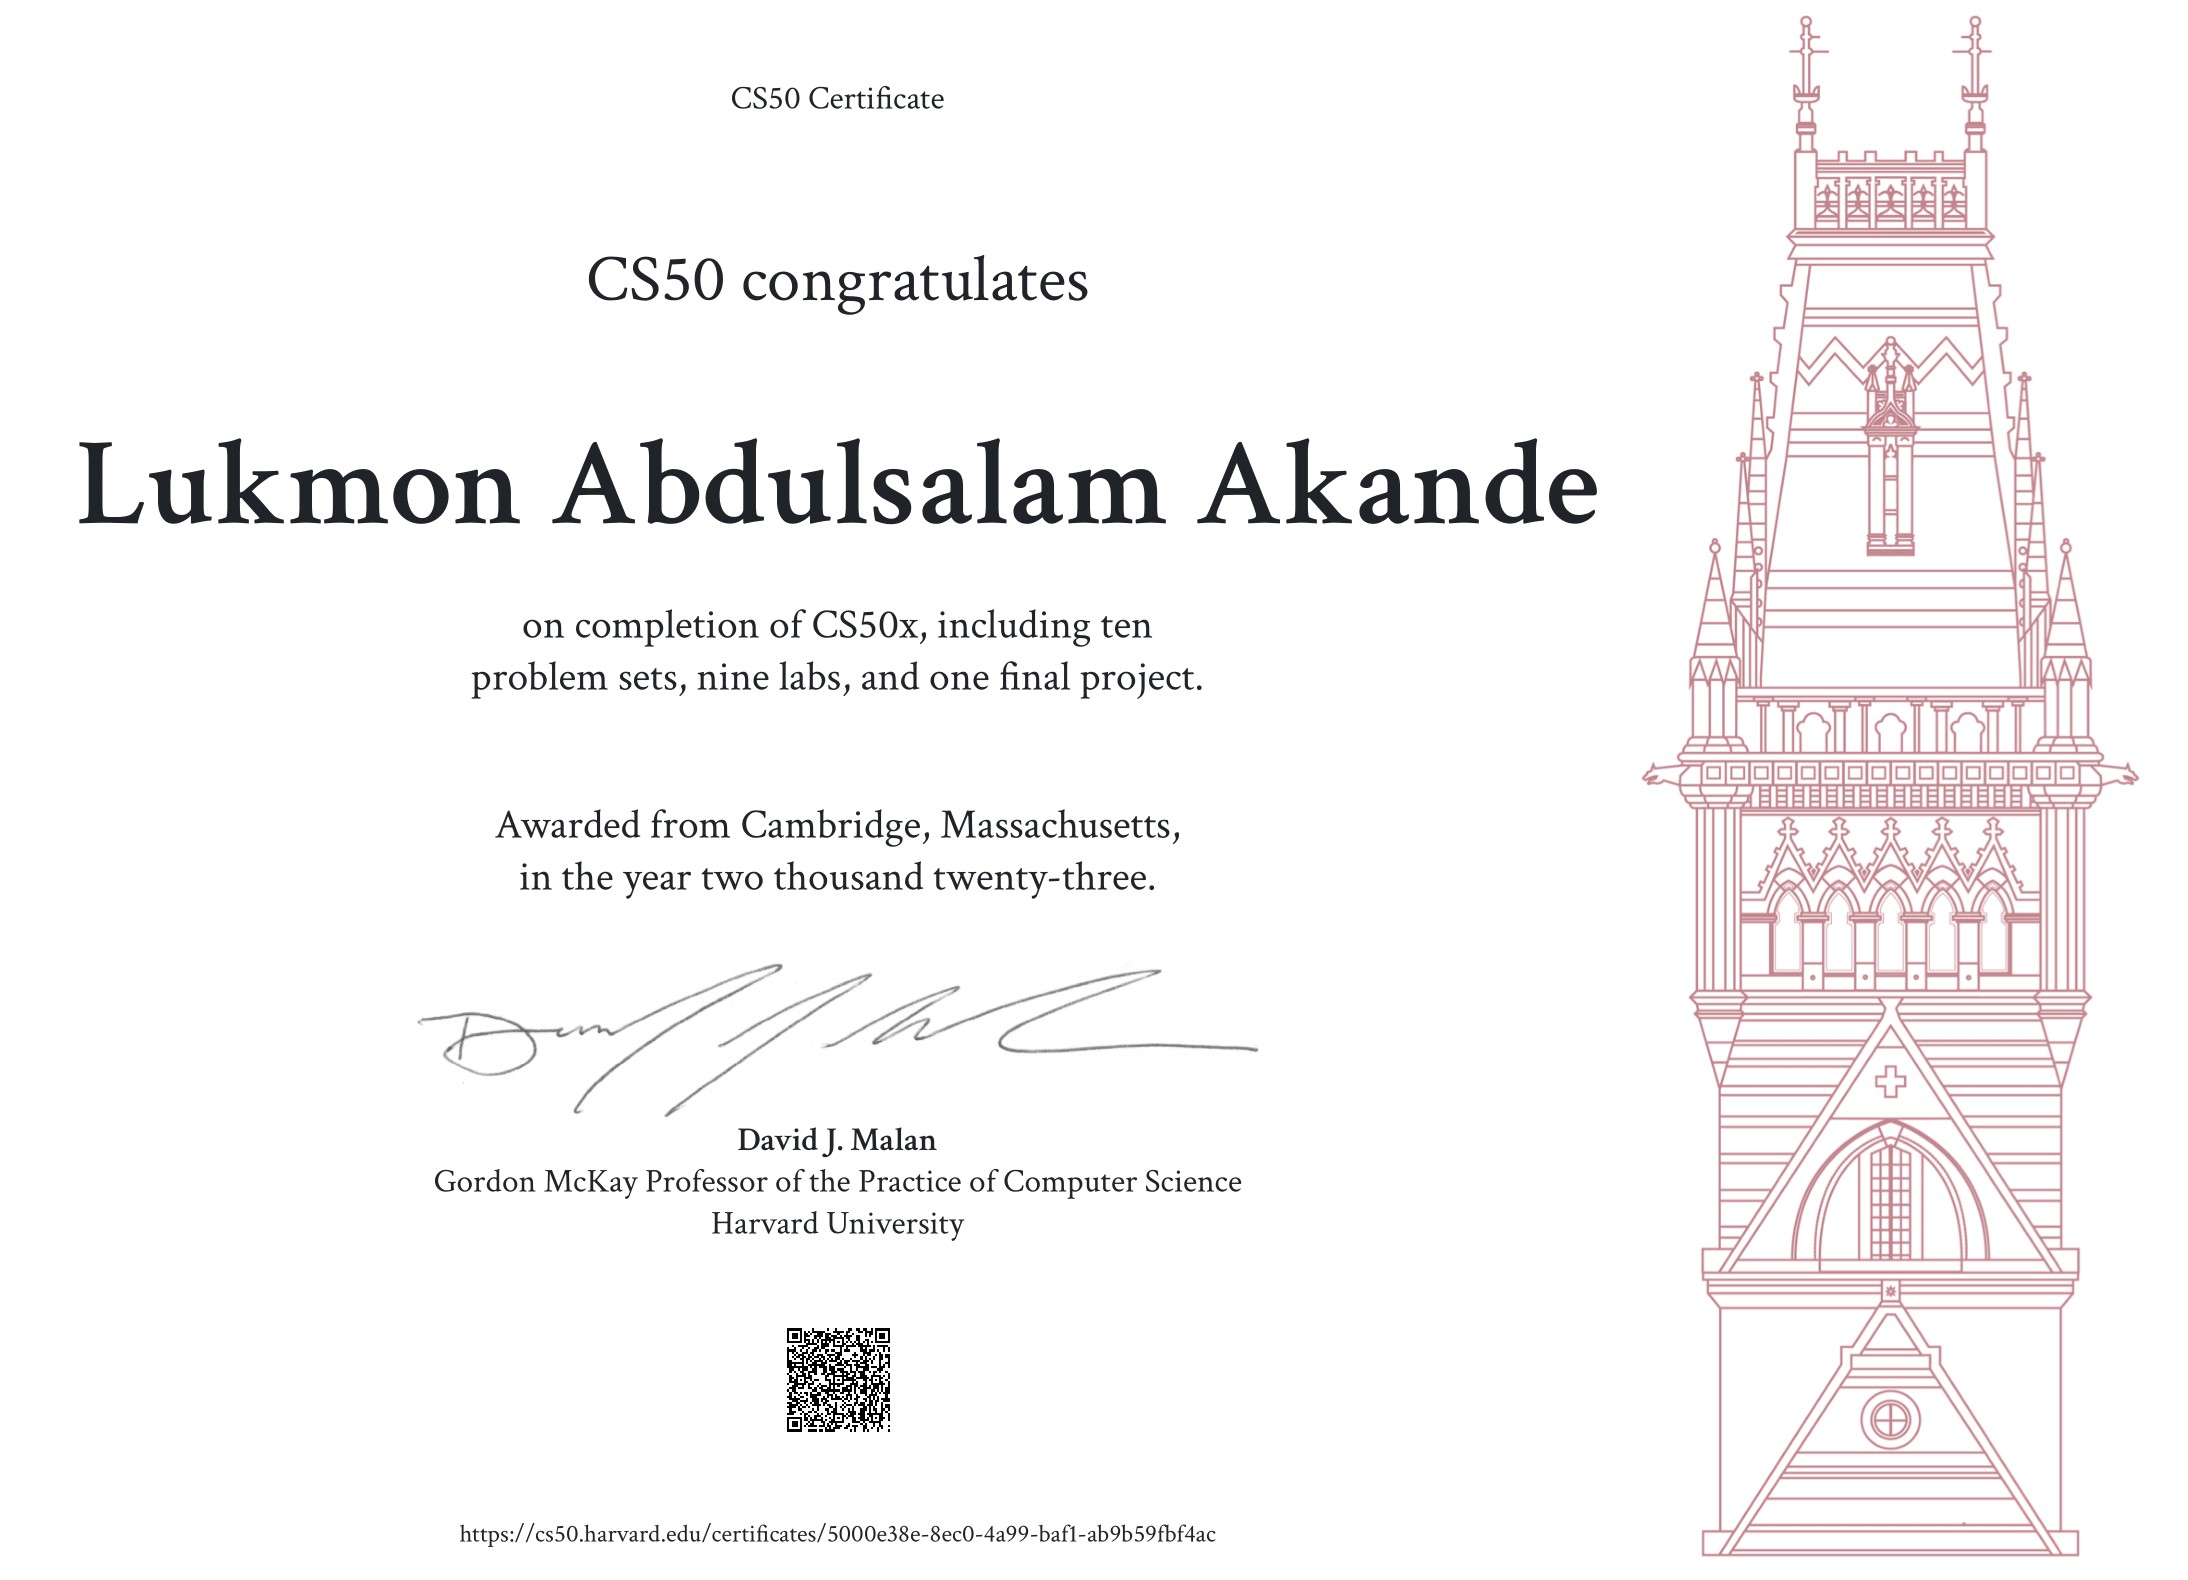 CS50 Certificate
CS50 congratulates
Lukmon Abdulsalam Akande
on completion of CS50x, including ten
problem sets, nine labs, and one final project.
Awarded from Cambridge, Massachusetts,
in the year two thousand twenty-three.
David J. Malan
Gordon McKay Professor of the Practice of Computer Science
Harvard University
https://cs50.harvard.edu/certificates/5000e38e-8ec0-4a99-baf1-ab9b59fbf4ac